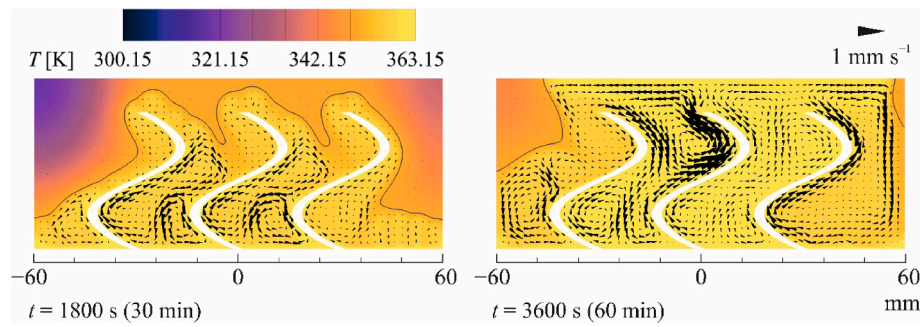 T [K]
300.15 321.15 342.15 363.15
1 mm s⁻¹
−60 0 60
−60 0 60
t = 1800 s (30 min)
t = 3600 s (60 min)
mm